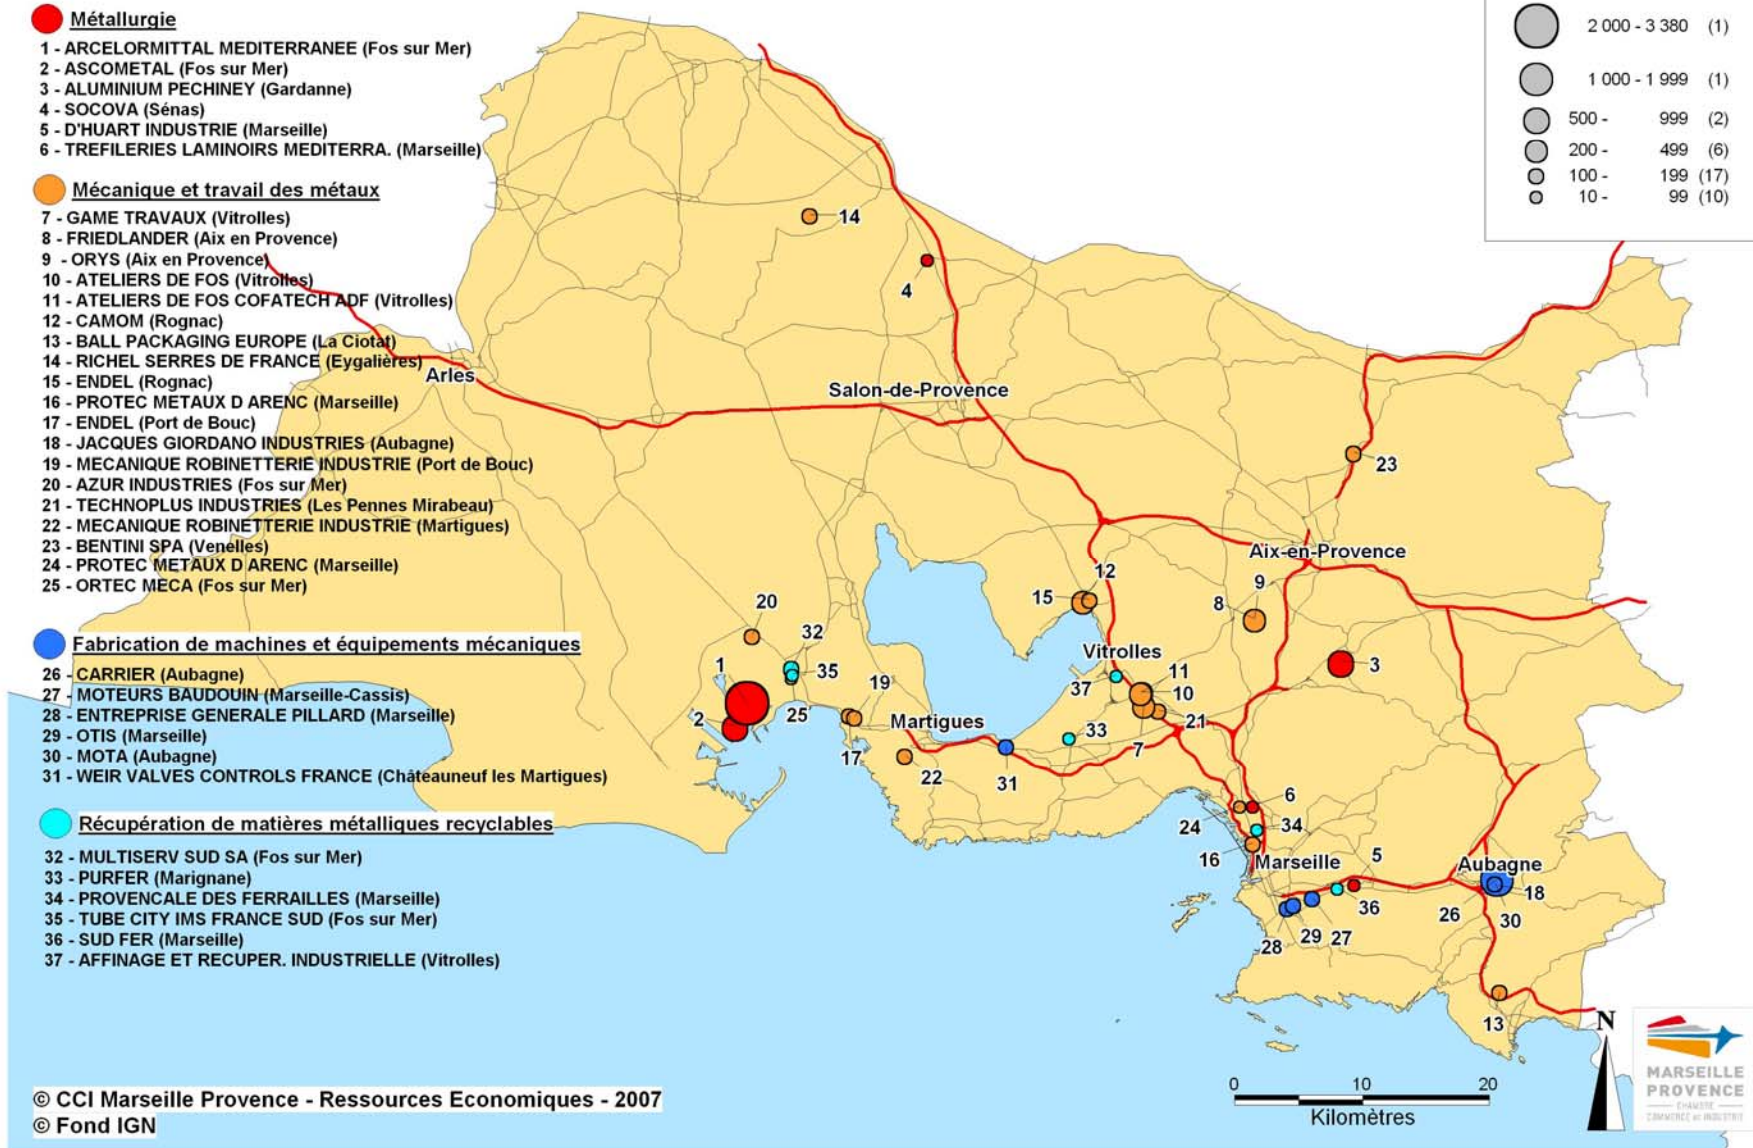 Métallurgie
1 - ARCELORMITTAL MEDITERRANEE (Fos sur Mer)
2 - ASCOMETAL (Fos sur Mer)
3 - ALUMINIUM PECHINEY (Gardanne)
4 - SOCOVA (Sénas)
5 - D'HUART INDUSTRIE (Marseille)
6 - TREFILERIES LAMINOIRS MEDITERRA. (Marseille)
Mécanique et travail des métaux
7 - GAME TRAVAUX (Vitrolles)
8 - FRIEDLANDER (Aix en Provence)
9 - ORYS (Aix en Provence)
10 - ATELIERS DE FOS (Vitrolles)
11 - ATELIERS DE FOS COFATECH ADF (Vitrolles)
12 - CAMOM (Rognac)
13 - BALL PACKAGING EUROPE (La Ciotat)
14 - RICHEL SERRES DE FRANCE (Eygalières)
15 - ENDEL (Rognac)
16 - PROTEC METAUX D ARENC (Marseille)
17 - ENDEL (Port de Bouc)
18 - JACQUES GIORDANO INDUSTRIES (Aubagne)
19 - MECANIQUE ROBINETTERIE INDUSTRIE (Port de Bouc)
20 - AZUR INDUSTRIES (Fos sur Mer)
21 - TECHNOPLUS INDUSTRIES (Les Pennes Mirabeau)
22 - MECANIQUE ROBINETTERIE INDUSTRIE (Martigues)
23 - BENTINI SPA (Venelles)
24 - PROTEC METAUX D ARENC (Marseille)
25 - ORTEC MECA (Fos sur Mer)
Fabrication de machines et équipements mécaniques
26 - CARRIER (Aubagne)
27 - MOTEURS BAUDOUIN (Marseille-Cassis)
28 - ENTREPRISE GENERALE PILLARD (Marseille)
29 - OTIS (Marseille)
30 - MOTA (Aubagne)
31 - WEIR VALVES CONTROLS FRANCE (Châteauneuf les Martigues)
Récupération de matières métalliques recyclables
32 - MULTISERV SUD SA (Fos sur Mer)
33 - PURFER (Marignane)
34 - PROVENCALE DES FERRAILLES (Marseille)
35 - TUBE CITY IMS FRANCE SUD (Fos sur Mer)
36 - SUD FER (Marseille)
37 - AFFINAGE ET RECUPER. INDUSTRIELLE (Vitrolles)
© CCI Marseille Provence - Ressources Economiques - 2007
© Fond IGN
2 000 - 3 380 (1)
1 000 - 1 999 (1)
500 - 999 (2)
200 - 499 (6)
100 - 199 (17)
10 - 99 (10)
14
4
Arles
Salon-de-Provence
23
Aix-en-Provence
12
15
9
8
20
32
35
1
2
25
19
17
Martigues
22
31
33
Vitrolles
37
11
10
21
7
3
6
24
34
16
Marseille
5
36
28
29
27
Aubagne
18
26
30
13
0 10 20
Kilomètres
N
MARSEILLE
PROVENCE
CHAMBRE
COMMERCE et INDUSTRIE